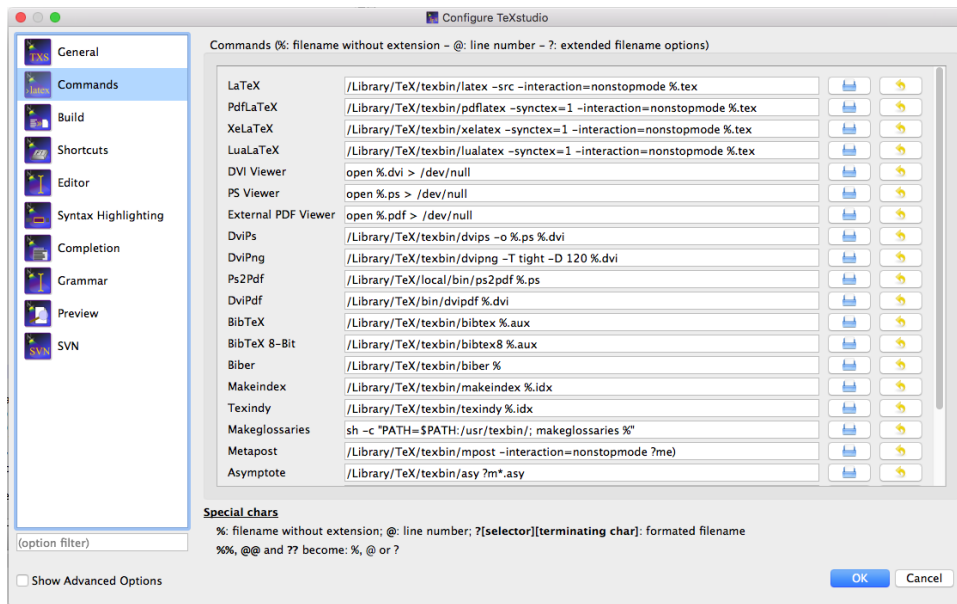 Configure TeXstudio
General
Commands
Build
Shortcuts
Editor
Syntax Highlighting
Completion
Grammar
Preview
SVN
(option filter)
Show Advanced Options
Commands (%: filename without extension – @: line number – ?: extended filename options)
LaTeX /Library/TeX/texbin/latex -src -interaction=nonstopmode %.tex
PdfLaTeX /Library/TeX/texbin/pdflatex -synctex=1 -interaction=nonstopmode %.tex
XeLaTeX /Library/TeX/texbin/xelatex -synctex=1 -interaction=nonstopmode %.tex
LuaLaTeX /Library/TeX/texbin/lualatex -synctex=1 -interaction=nonstopmode %.tex
DVI Viewer open %.dvi > /dev/null
PS Viewer open %.ps > /dev/null
External PDF Viewer open %.pdf > /dev/null
DviPs /Library/TeX/texbin/dvips -o %.ps %.dvi
DviPng /Library/TeX/texbin/dvipng -T tight -D 120 %.dvi
Ps2Pdf /Library/TeX/local/bin/ps2pdf %.ps
DviPdf /Library/TeX/bin/dvipdf %.dvi
BibTeX /Library/TeX/texbin/bibtex %.aux
BibTeX 8-Bit /Library/TeX/texbin/bibtex8 %.aux
Biber /Library/TeX/texbin/biber %
Makeindex /Library/TeX/texbin/makeindex %.idx
Texindy /Library/TeX/texbin/texindy %.idx
Makeglossaries sh -c "PATH=$PATH:/usr/texbin/; makeglossaries %"
Metapost /Library/TeX/texbin/mpost -interaction=nonstopmode ?me)
Asymptote /Library/TeX/texbin/asy ?m*.asy
Special chars
%: filename without extension; @: line number; ?[selector][terminating char]: formated filename
%%, @@ and ?? become: %, @ or ?
OK Cancel
TXS
latex
SVN